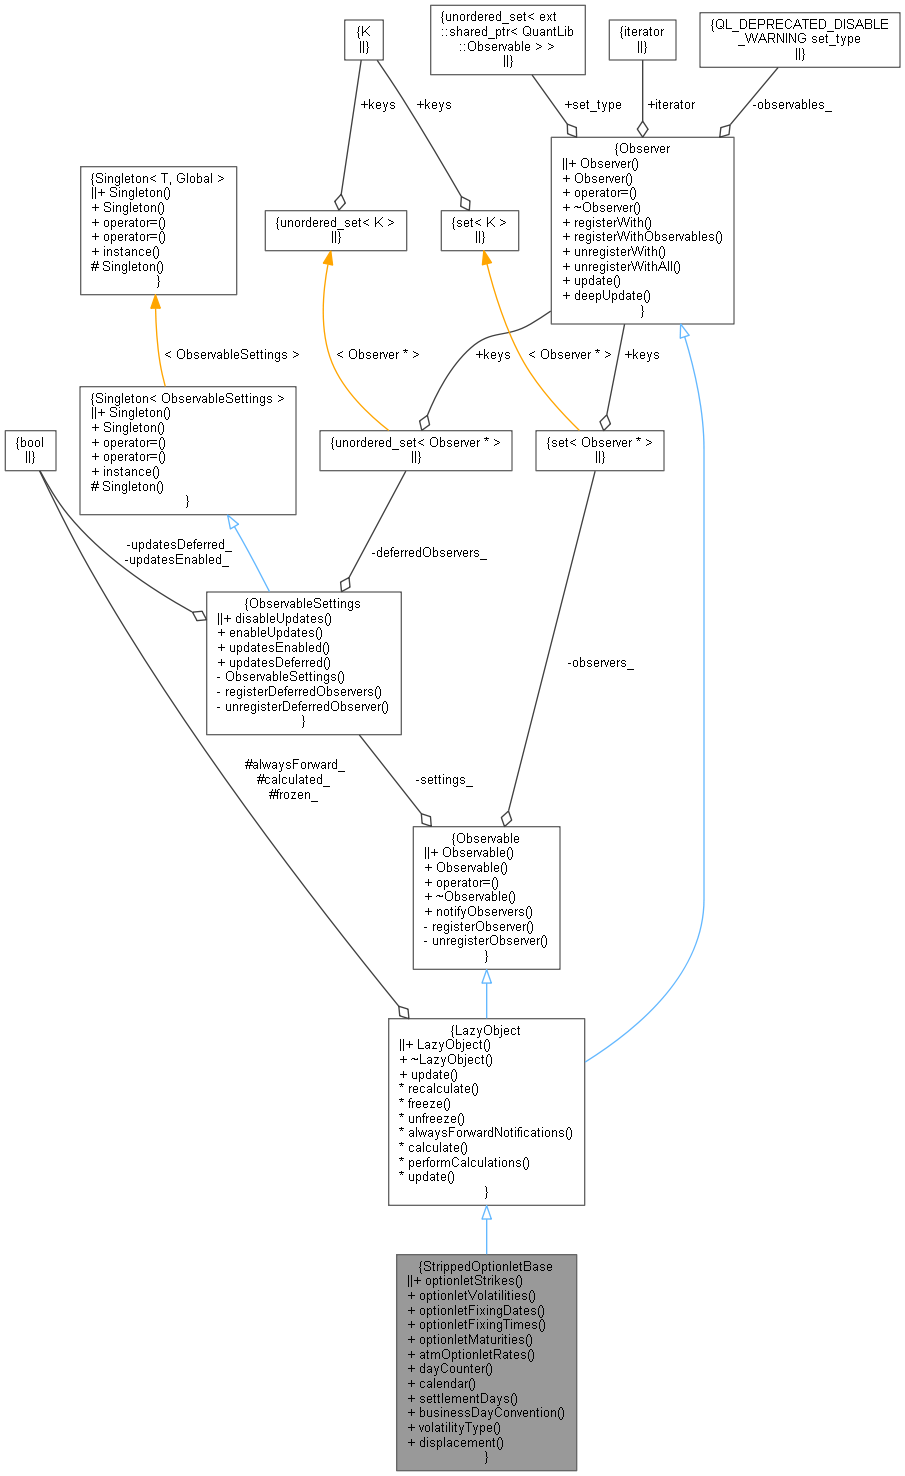 {K
||}
{unordered_set< ext
::shared_ptr< QuantLib
::Observable > >
||}
{iterator
||}
{QL_DEPRECATED_DISABLE
_WARNING set_type
||}
+keys
+keys
+set_type
+iterator
-observables_
{Singleton< T, Global >
||+ Singleton()
+ Singleton()
+ operator=()
+ operator=()
+ instance()
# Singleton()
}
{unordered_set< K >
||}
{set< K >
||}
{Observer
||+ Observer()
+ Observer()
+ operator=()
+ ~Observer()
+ registerWith()
+ registerWithObservables()
+ unregisterWith()
+ unregisterWithAll()
+ update()
+ deepUpdate()
}
< ObservableSettings >
< Observer * >
+keys
< Observer * >
+keys
{Singleton< ObservableSettings >
||+ Singleton()
+ Singleton()
+ operator=()
+ operator=()
+ instance()
# Singleton()
}
{bool
||}
{unordered_set< Observer * >
||}
{set< Observer * >
||}
-updatesDeferred_
-updatesEnabled_
-deferredObservers_
{ObservableSettings
||+ disableUpdates()
+ enableUpdates()
+ updatesEnabled()
+ updatesDeferred()
- ObservableSettings()
- registerDeferredObservers()
- unregisterDeferredObserver()
}
-observers_
#alwaysForward_
#calculated_
#frozen_
-settings_
{Observable
||+ Observable()
+ Observable()
+ operator=()
+ ~Observable()
+ notifyObservers()
- registerObserver()
- unregisterObserver()
}
{LazyObject
||+ LazyObject()
+ ~LazyObject()
+ update()
* recalculate()
* freeze()
* unfreeze()
* alwaysForwardNotifications()
* calculate()
* performCalculations()
* update()
}
{StrippedOptionletBase
||+ optionletStrikes()
+ optionletVolatilities()
+ optionletFixingDates()
+ optionletFixingTimes()
+ optionletMaturities()
+ atmOptionletRates()
+ dayCounter()
+ calendar()
+ settlementDays()
+ businessDayConvention()
+ volatilityType()
+ displacement()
}